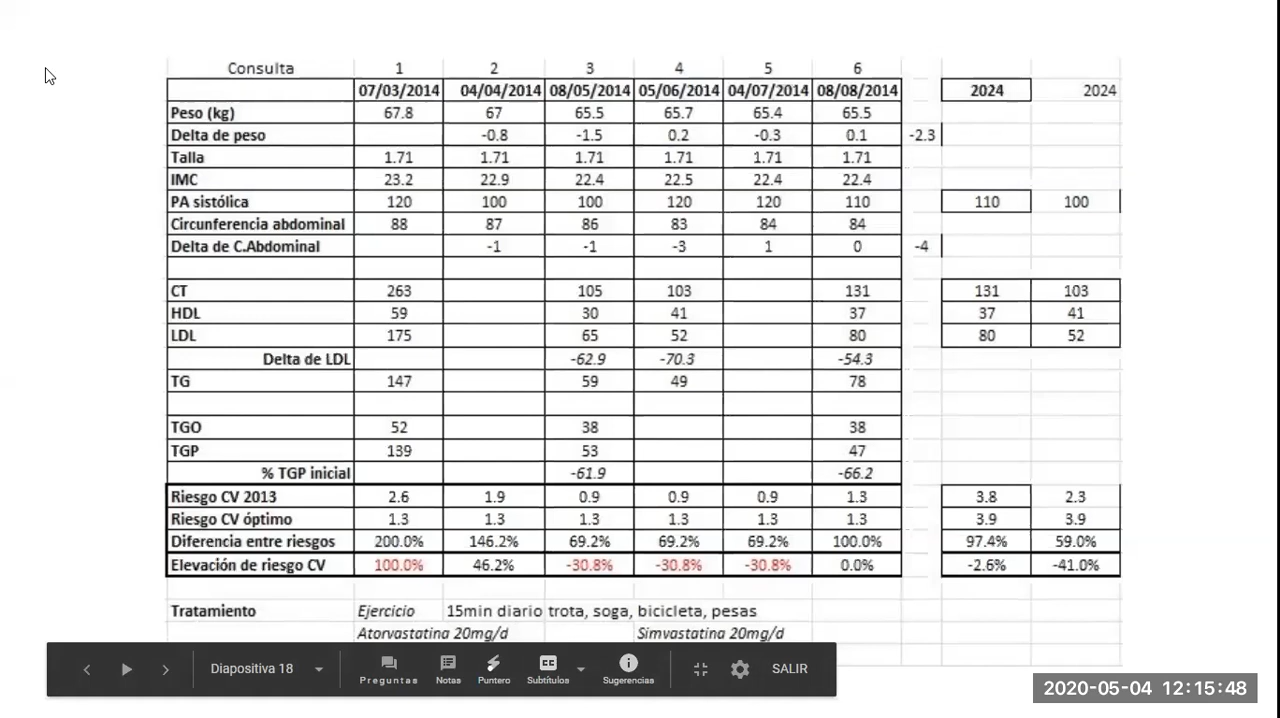 Consulta 1 2 3 4 5 6
07/03/2014 04/04/2014 08/05/2014 05/06/2014 04/07/2014 08/08/2014 2024 2024
Peso (kg) 67.8 67 65.5 65.7 65.4 65.5
Delta de peso -0.8 -1.5 0.2 -0.3 0.1 -2.3
Talla 1.71 1.71 1.71 1.71 1.71 1.71
IMC 23.2 22.9 22.4 22.5 22.4 22.4
PA sistólica 120 100 100 120 120 110 110 100
Circunferencia abdominal 88 87 86 83 84 84
Delta de C.Abdominal -1 -1 -3 1 0 -4
CT 263 105 103 131 131 103
HDL 59 30 41 37 37 41
LDL 175 65 52 80 80 52
Delta de LDL -62.9 -70.3 -54.3
TG 147 59 49 78
TGO 52 38 38
TGP 139 53 47
% TGP inicial -61.9 -66.2
Riesgo CV 2013 2.6 1.9 0.9 0.9 0.9 1.3 3.8 2.3
Riesgo CV óptimo 1.3 1.3 1.3 1.3 1.3 1.3 3.9 3.9
Diferencia entre riesgos 200.0% 146.2% 69.2% 69.2% 69.2% 100.0% 97.4% 59.0%
Elevación de riesgo CV 100.0% 46.2% -30.8% -30.8% -30.8% 0.0% -2.6% -41.0%
Tratamiento Ejercicio 15min diario trota, soga, bicicleta, pesas
Atorvastatina 20mg/d Simvastatina 20mg/d
Diapositiva 18 Preguntas Notas Puntero CC Subtítulos Sugerencias SALIR
2020-05-04 12:15:48